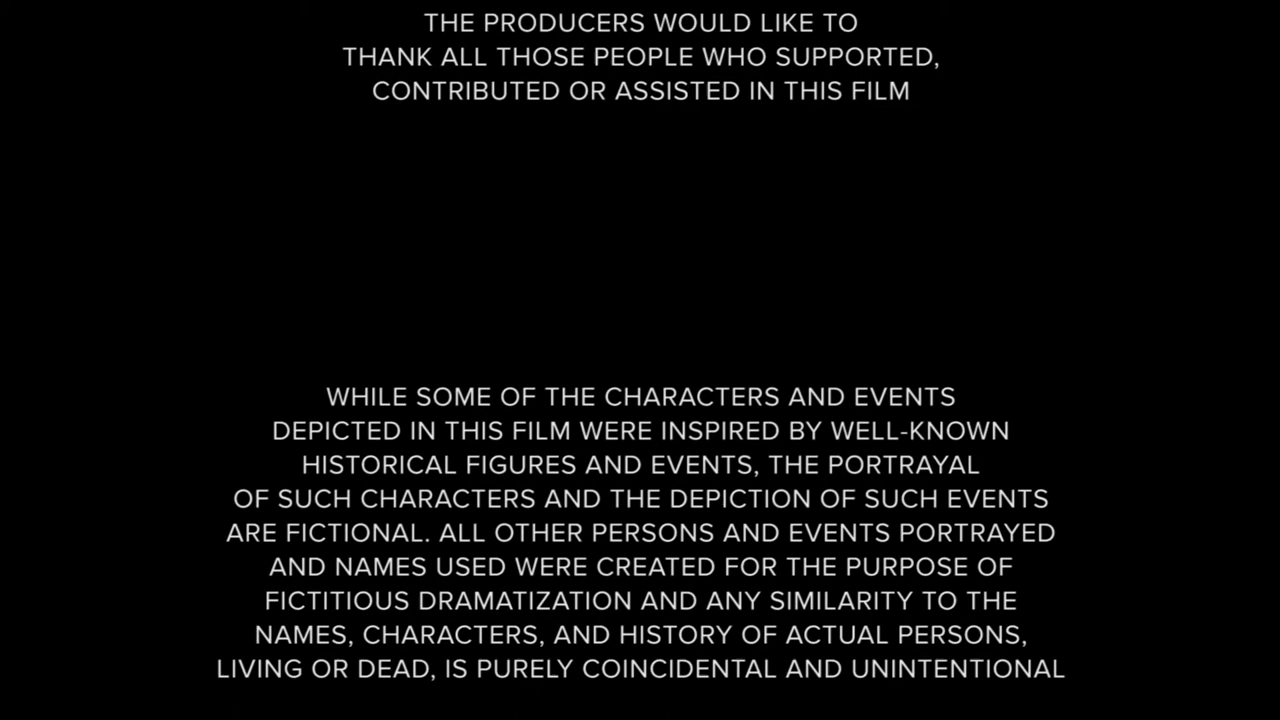 THE PRODUCERS WOULD LIKE TO
THANK ALL THOSE PEOPLE WHO SUPPORTED,
CONTRIBUTED OR ASSISTED IN THIS FILM
WHILE SOME OF THE CHARACTERS AND EVENTS
DEPICTED IN THIS FILM WERE INSPIRED BY WELL-KNOWN
HISTORICAL FIGURES AND EVENTS, THE PORTRAYAL
OF SUCH CHARACTERS AND THE DEPICTION OF SUCH EVENTS
ARE FICTIONAL. ALL OTHER PERSONS AND EVENTS PORTRAYED
AND NAMES USED WERE CREATED FOR THE PURPOSE OF
FICTITIOUS DRAMATIZATION AND ANY SIMILARITY TO THE
NAMES, CHARACTERS, AND HISTORY OF ACTUAL PERSONS,
LIVING OR DEAD, IS PURELY COINCIDENTAL AND UNINTENTIONAL